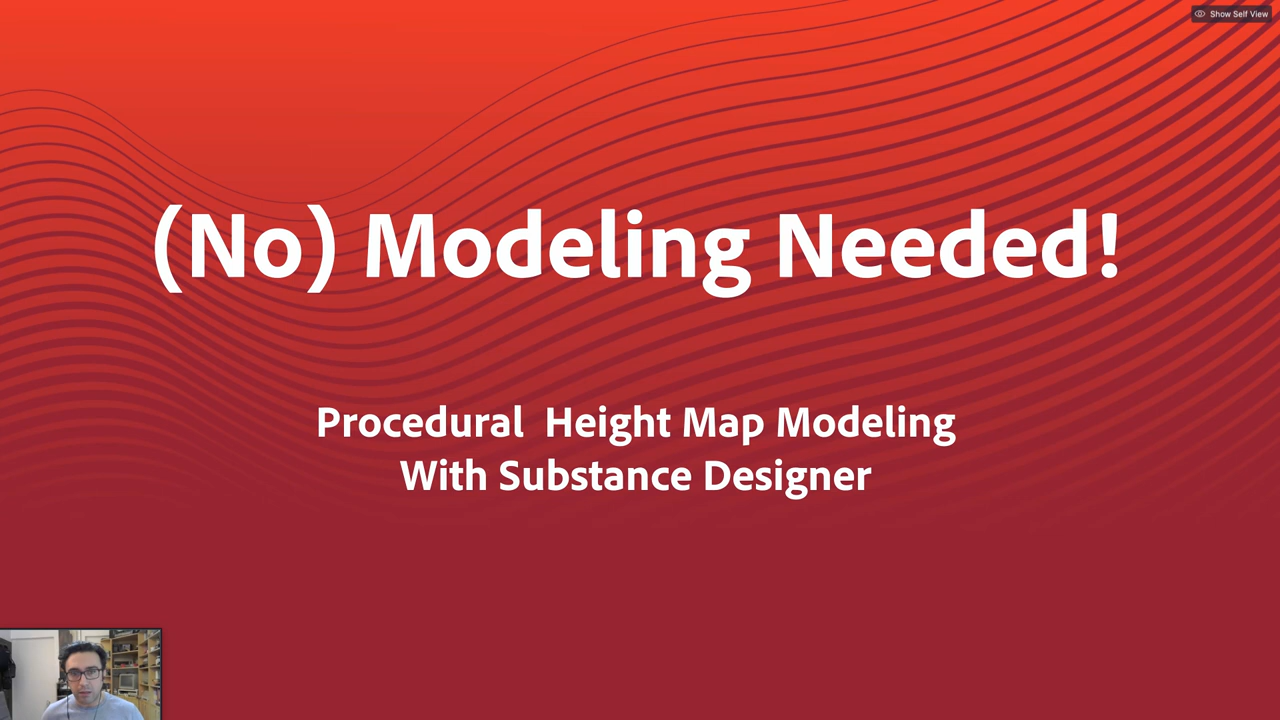 Show Self View
(No) Modeling Needed!
Procedural  Height Map Modeling
With Substance Designer